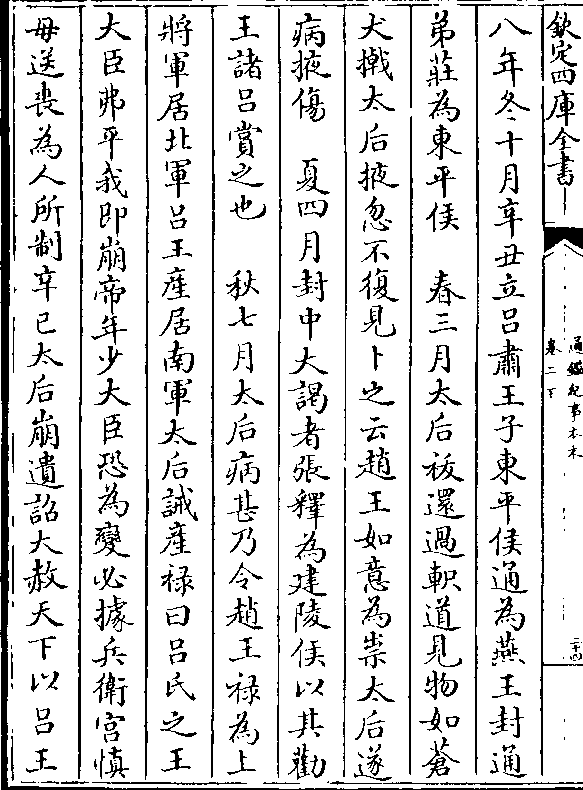 欽定四庫全書
通鑑紀事本末
卷二下
二十四
八年冬十月辛丑立呂肅王子東平侯通為燕王封通
弟莊為東平侯　春三月太后祓還過軹道見物如蒼
犬撠太后掖忽不復見卜之云趙王如意為祟太后遂
病掖傷　夏四月封中大謁者張釋為建陵侯以其勸
王諸呂賞之也　秋七月太后病甚乃令趙王祿為上
將軍居北軍呂王產居南軍太后誡產祿曰呂氏之王
大臣弗平我即崩帝年少大臣恐為變必據兵衛宮慎
毋送喪為人所制辛巳太后崩遺詔大赦天下以呂王